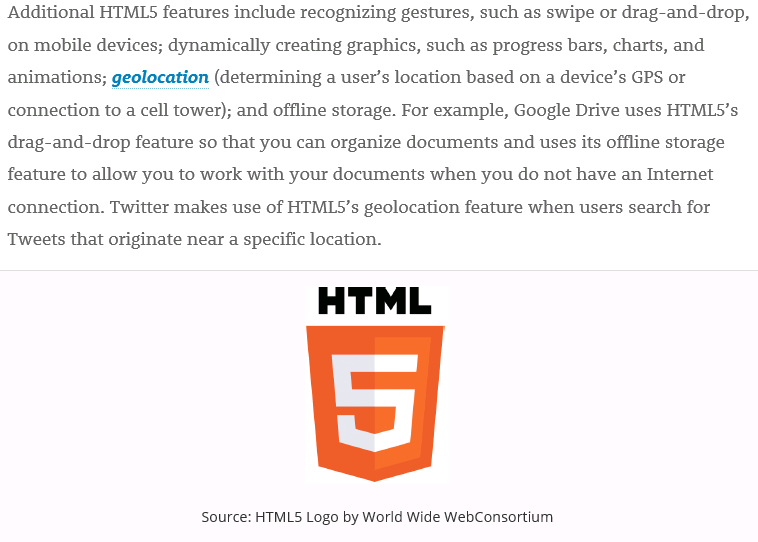 Additional HTML5 features include recognizing gestures, such as swipe or drag-and-drop,
on mobile devices; dynamically creating graphics, such as progress bars, charts, and
animations; geolocation (determining a user’s location based on a device’s GPS or
connection to a cell tower); and offline storage. For example, Google Drive uses HTML5’s
drag-and-drop feature so that you can organize documents and uses its offline storage
feature to allow you to work with your documents when you do not have an Internet
connection. Twitter makes use of HTML5’s geolocation feature when users search for
Tweets that originate near a specific location.
HTML
5
Source: HTML5 Logo by World Wide WebConsortium